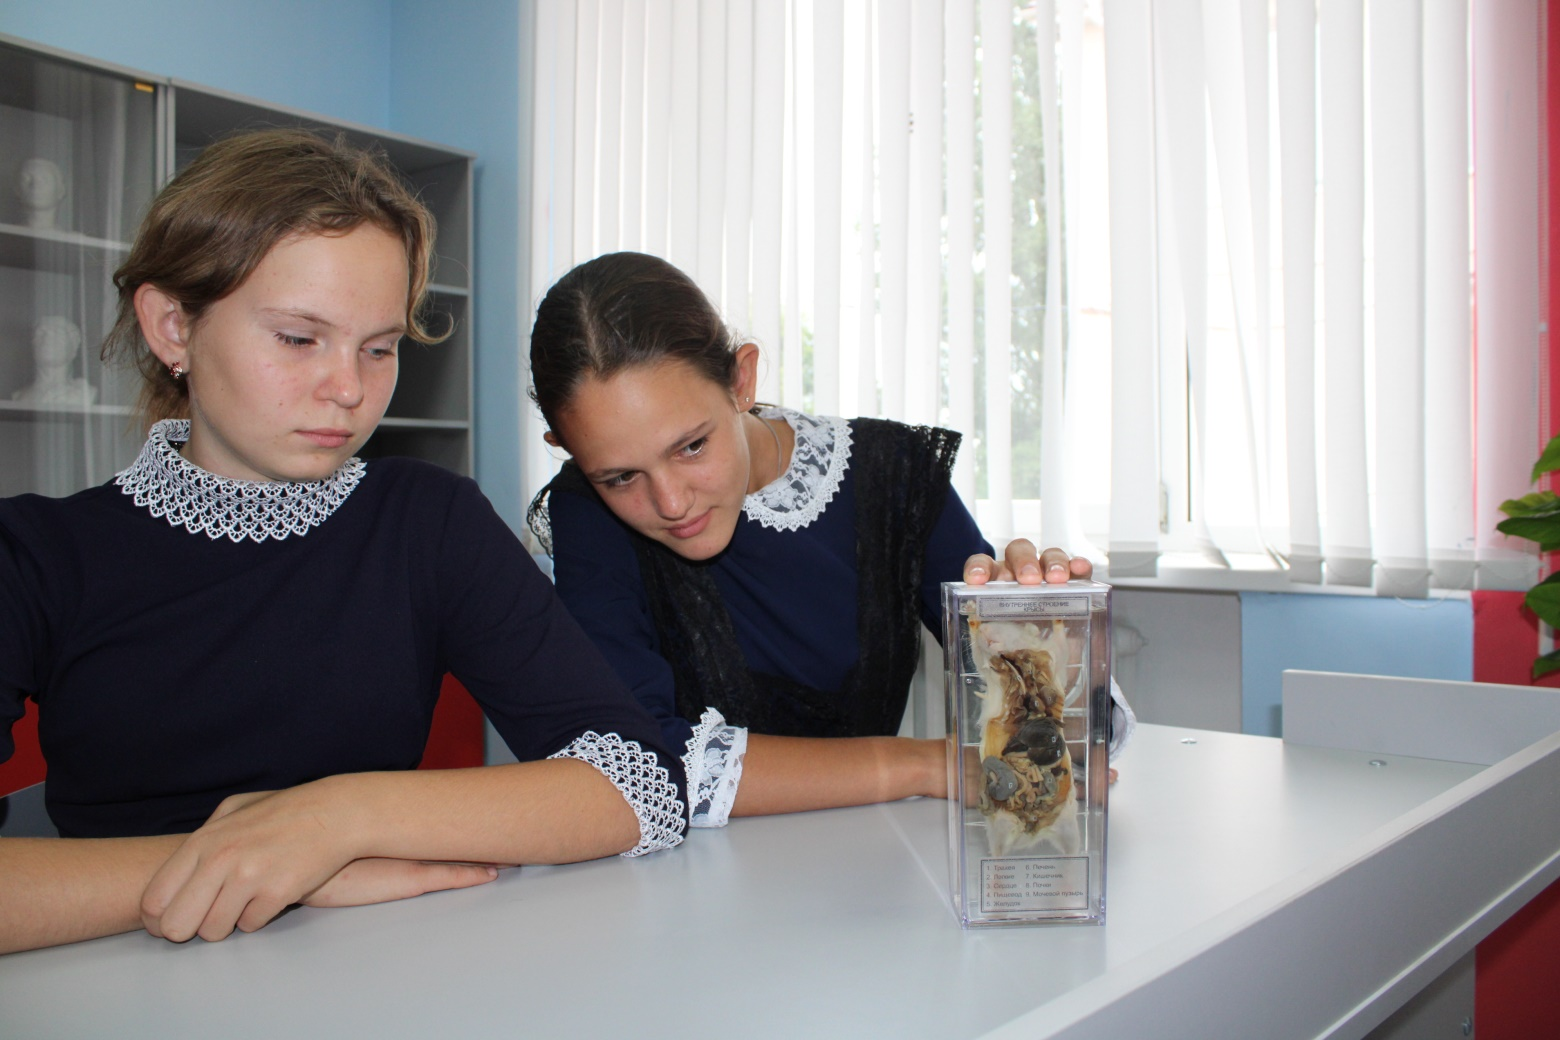 ВНУТРЕННЕЕ СТРОЕНИЕ
КРЫСЫ
1. Трахея 6. Печень
2. Легкие 7. Кишечник
3. Сердце 8. Почки
4. Пищевод 9. Мочевой пузырь
5. Желудок